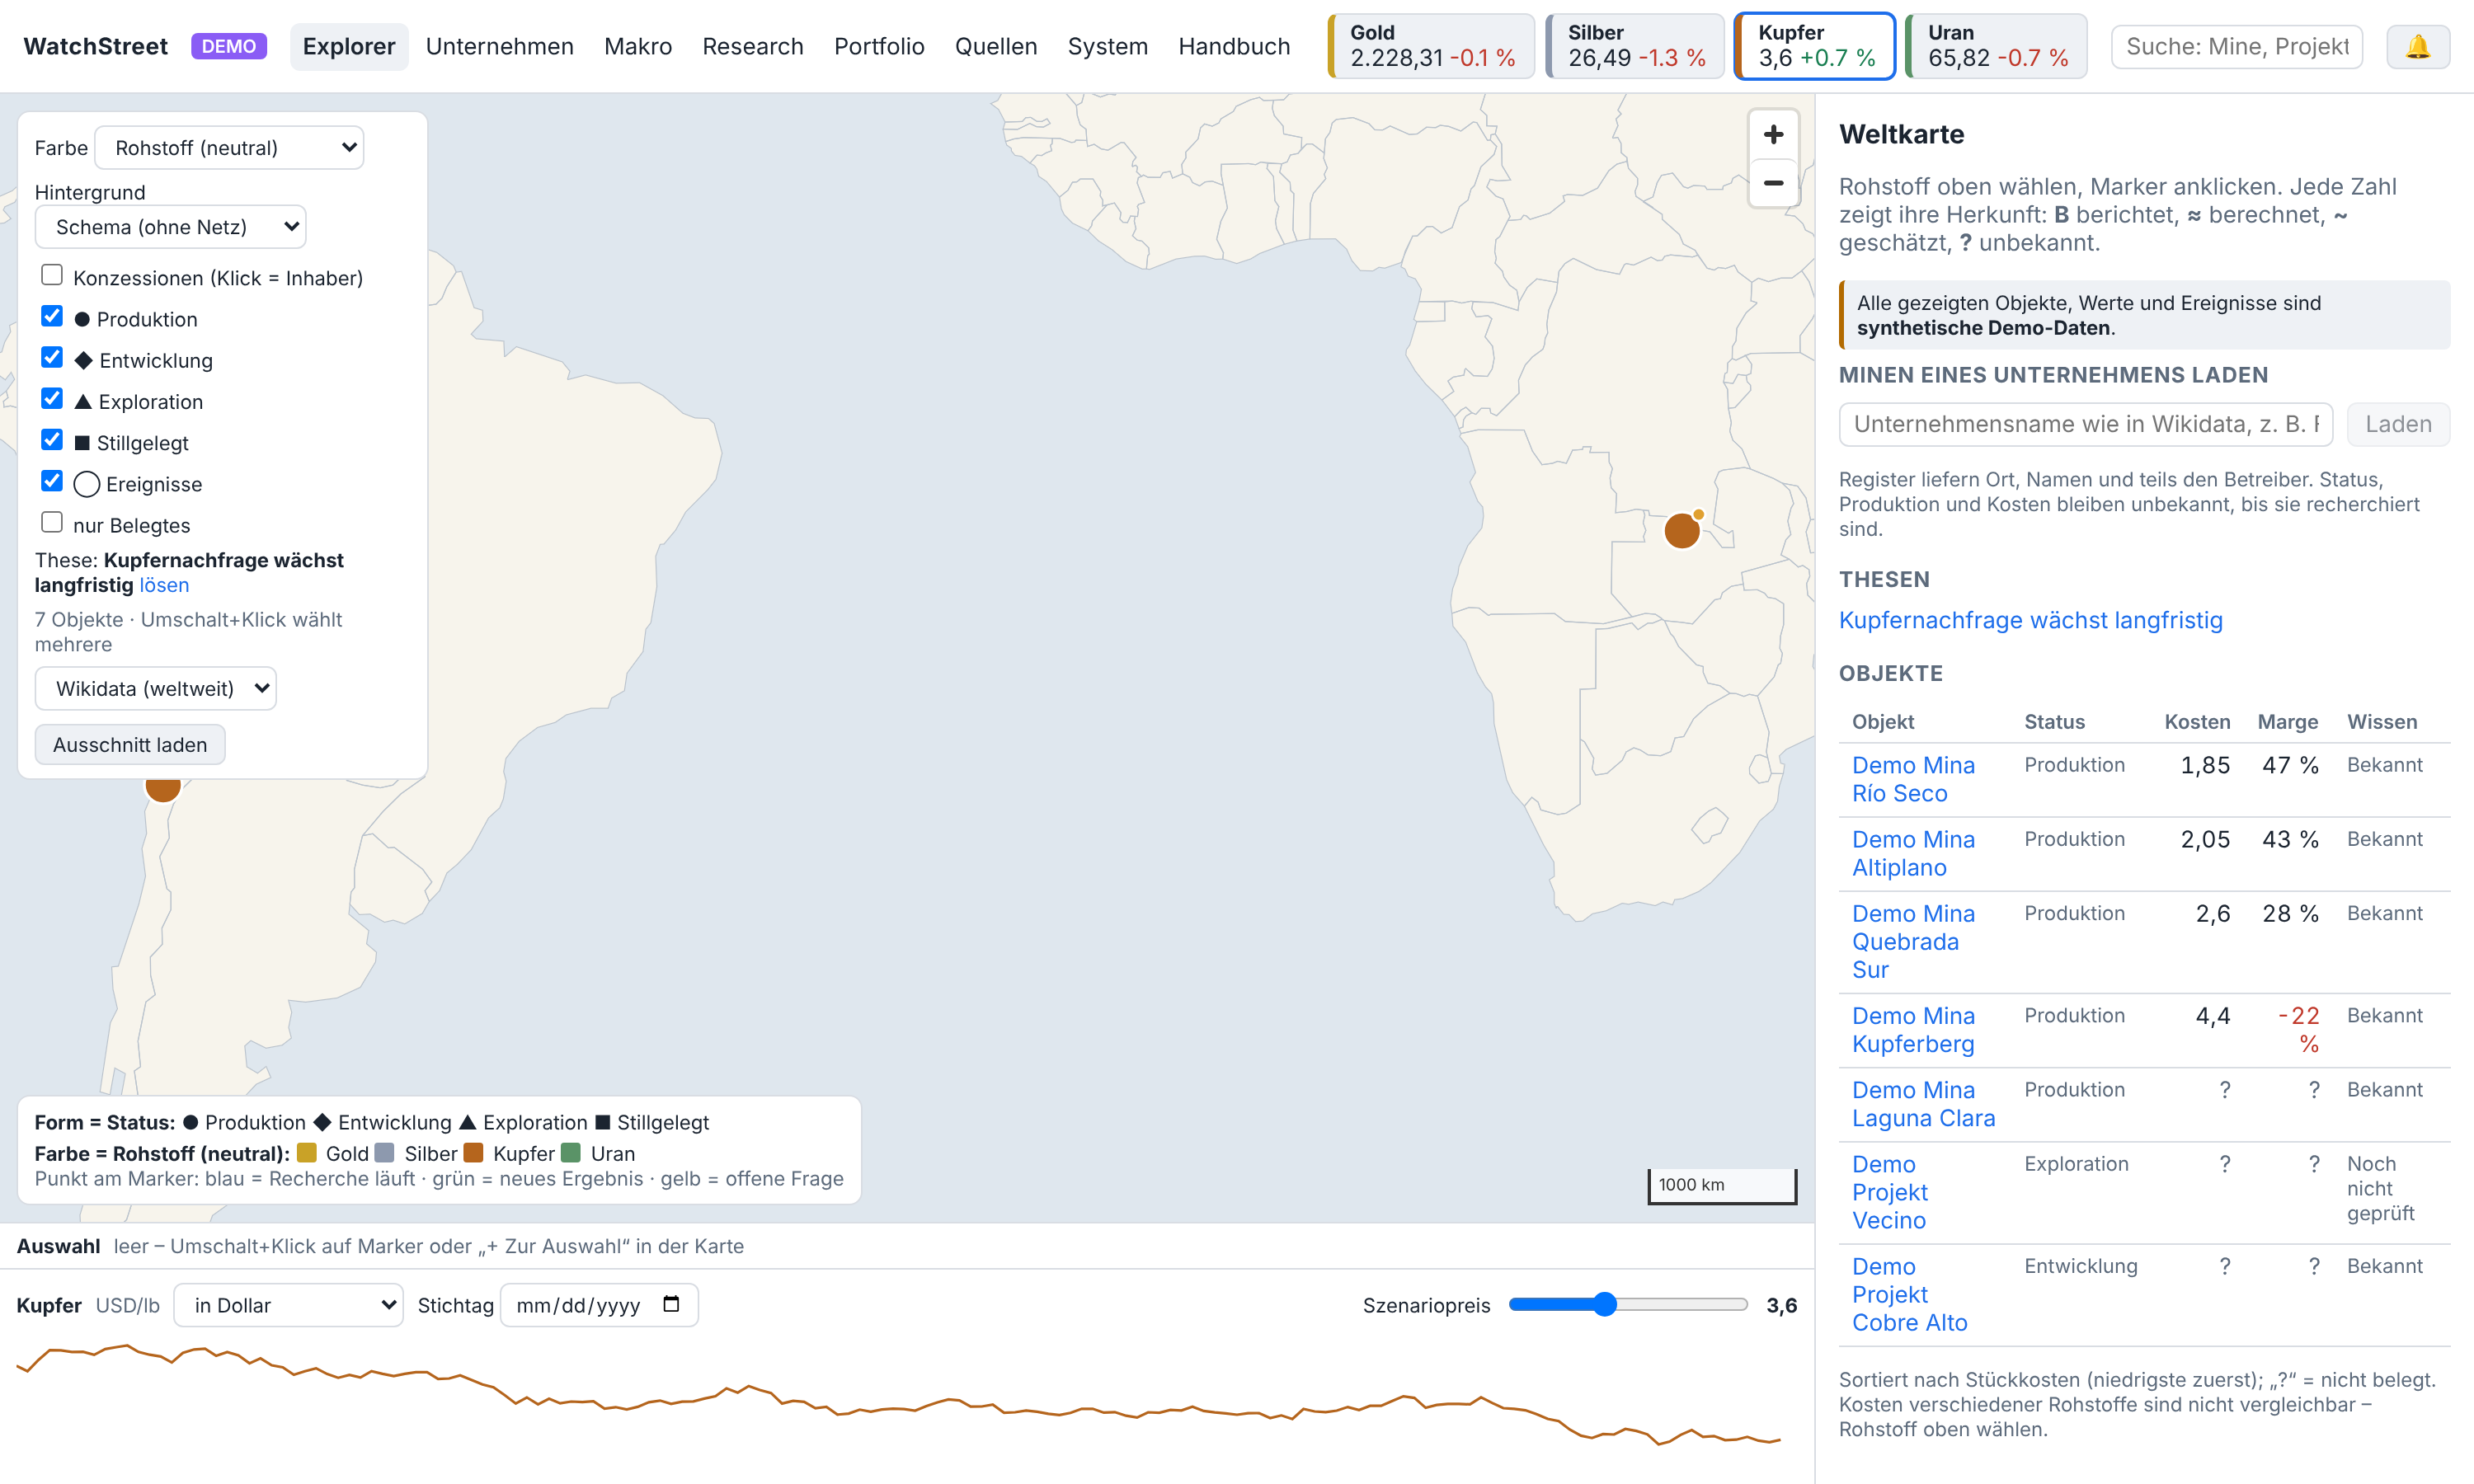 WatchStreet DEMO Explorer Unternehmen Makro Research Portfolio Quellen System Handbuch
Gold
2.228,31 -0.1 %
Silber
26,49 -1.3 %
Kupfer
3,6 +0.7 %
Uran
65,82 -0.7 %
Suche: Mine, Projekt
Farbe Rohstoff (neutral)
Hintergrund
Schema (ohne Netz)
Konzessionen (Klick = Inhaber)
Produktion
Entwicklung
Exploration
Stillgelegt
Ereignisse
nur Belegtes
These: Kupfernachfrage wächst
langfristig lösen
7 Objekte · Umschalt+Klick wählt
mehrere
Wikidata (weltweit)
Ausschnitt laden
+
−
Form = Status: ● Produktion ◆ Entwicklung ▲ Exploration ■ Stillgelegt
Farbe = Rohstoff (neutral): Gold Silber Kupfer Uran
Punkt am Marker: blau = Recherche läuft · grün = neues Ergebnis · gelb = offene Frage
1000 km
Auswahl leer – Umschalt+Klick auf Marker oder „+ Zur Auswahl“ in der Karte
Kupfer USD/lb in Dollar Stichtag mm/dd/yyyy Szenariopreis 3,6
Weltkarte
Rohstoff oben wählen, Marker anklicken. Jede Zahl
zeigt ihre Herkunft: B berichtet, ≈ berechnet, ~
geschätzt, ? unbekannt.
Alle gezeigten Objekte, Werte und Ereignisse sind
synthetische Demo-Daten.
MINEN EINES UNTERNEHMENS LADEN
Unternehmensname wie in Wikidata, z. B. Laden
Register liefern Ort, Namen und teils den Betreiber. Status,
Produktion und Kosten bleiben unbekannt, bis sie recherchiert
sind.
THESEN
Kupfernachfrage wächst langfristig
OBJEKTE
Objekt Status Kosten Marge Wissen
Demo Mina Río Seco Produktion 1,85 47 % Bekannt
Demo Mina Altiplano Produktion 2,05 43 % Bekannt
Demo Mina Quebrada Sur Produktion 2,6 28 % Bekannt
Demo Mina Kupferberg Produktion 4,4 -22 % Bekannt
Demo Mina Laguna Clara Produktion ? ? Bekannt
Demo Projekt Vecino Exploration ? ? Noch nicht geprüft
Demo Projekt Cobre Alto Entwicklung ? ? Bekannt
Sortiert nach Stückkosten (niedrigste zuerst); „?“ = nicht belegt.
Kosten verschiedener Rohstoffe sind nicht vergleichbar –
Rohstoff oben wählen.